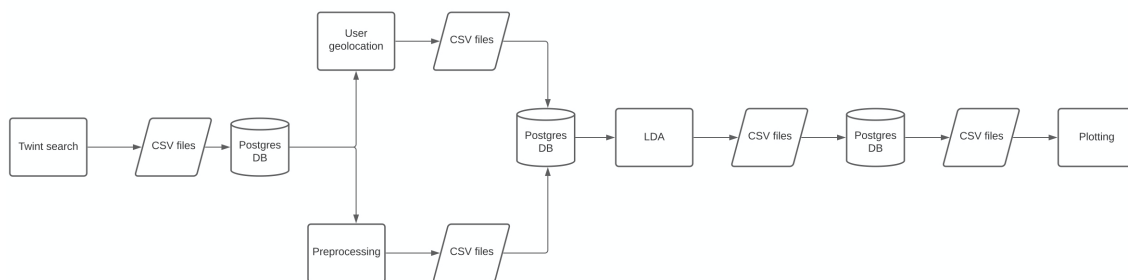 User
geolocation
CSV files
Twint search
CSV files
Postgres
DB
Postgres
DB
LDA
CSV files
Postgres
DB
CSV files
Plotting
Preprocessing
CSV files